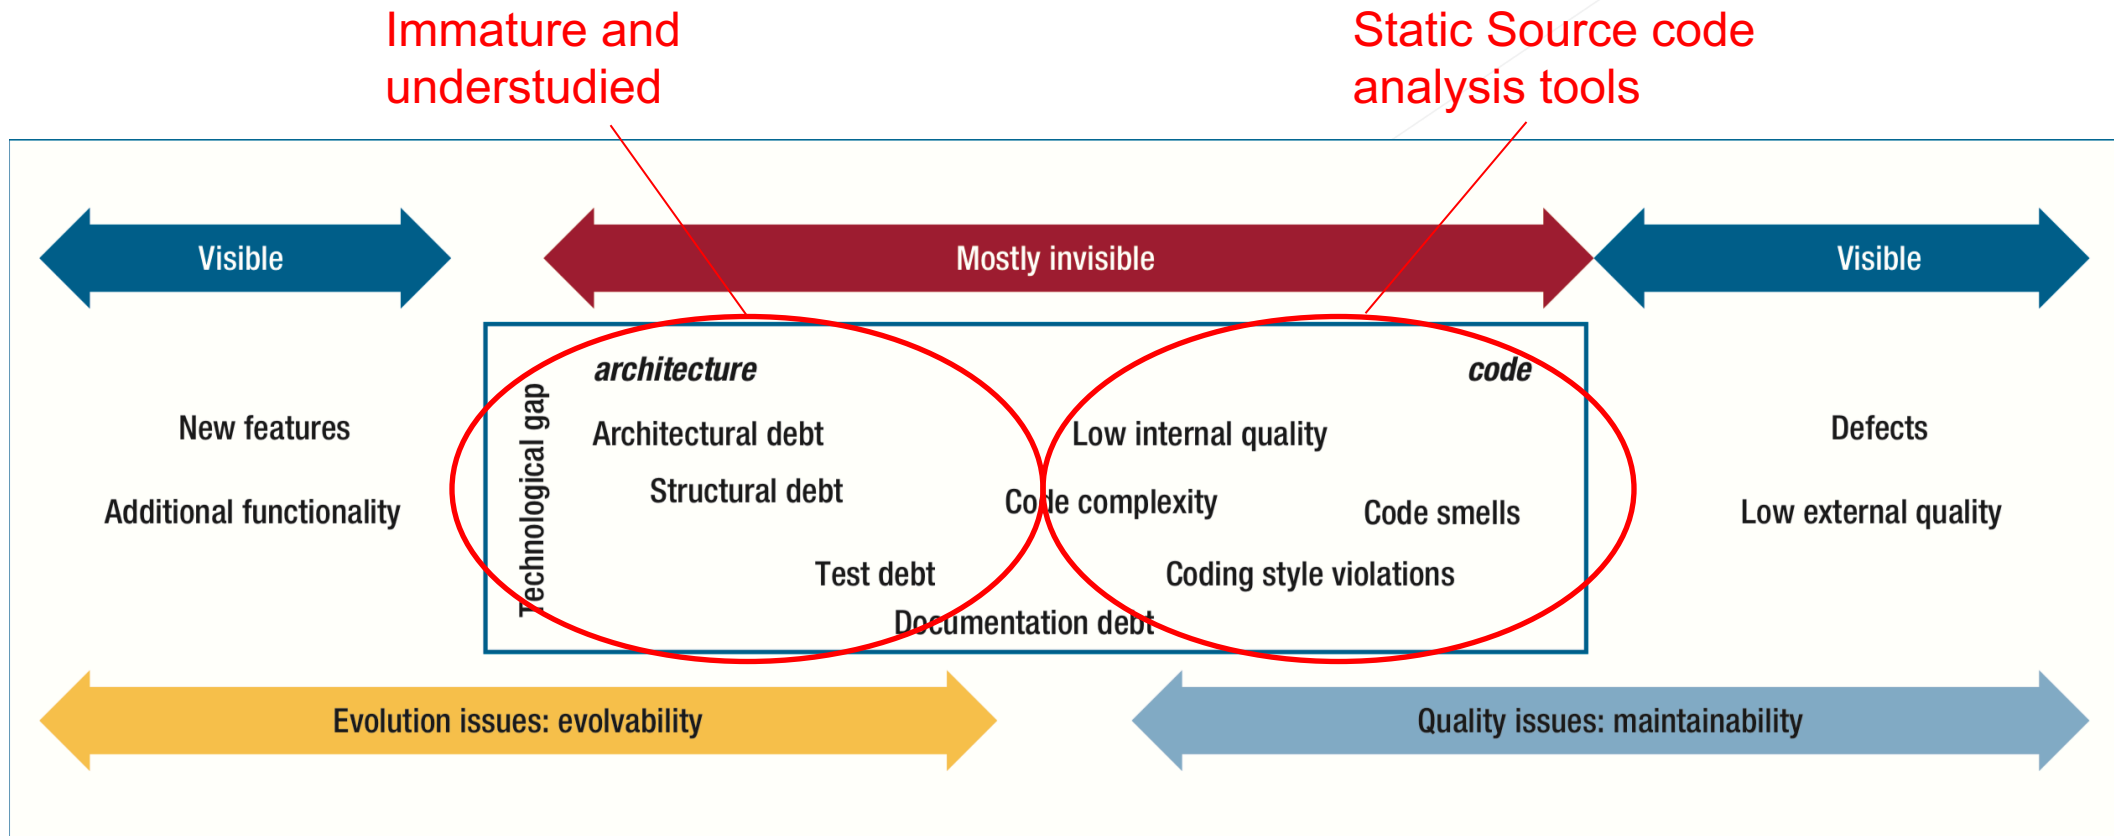 Immature and
understudied
Static Source code
analysis tools
Visible
Mostly invisible
Visible
architecture
code
Technological gap
New features
Architectural debt
Low internal quality
Defects
Structural debt
Code complexity
Code smells
Additional functionality
Low external quality
Test debt
Coding style violations
Documentation debt
Evolution issues: evolvability
Quality issues: maintainability